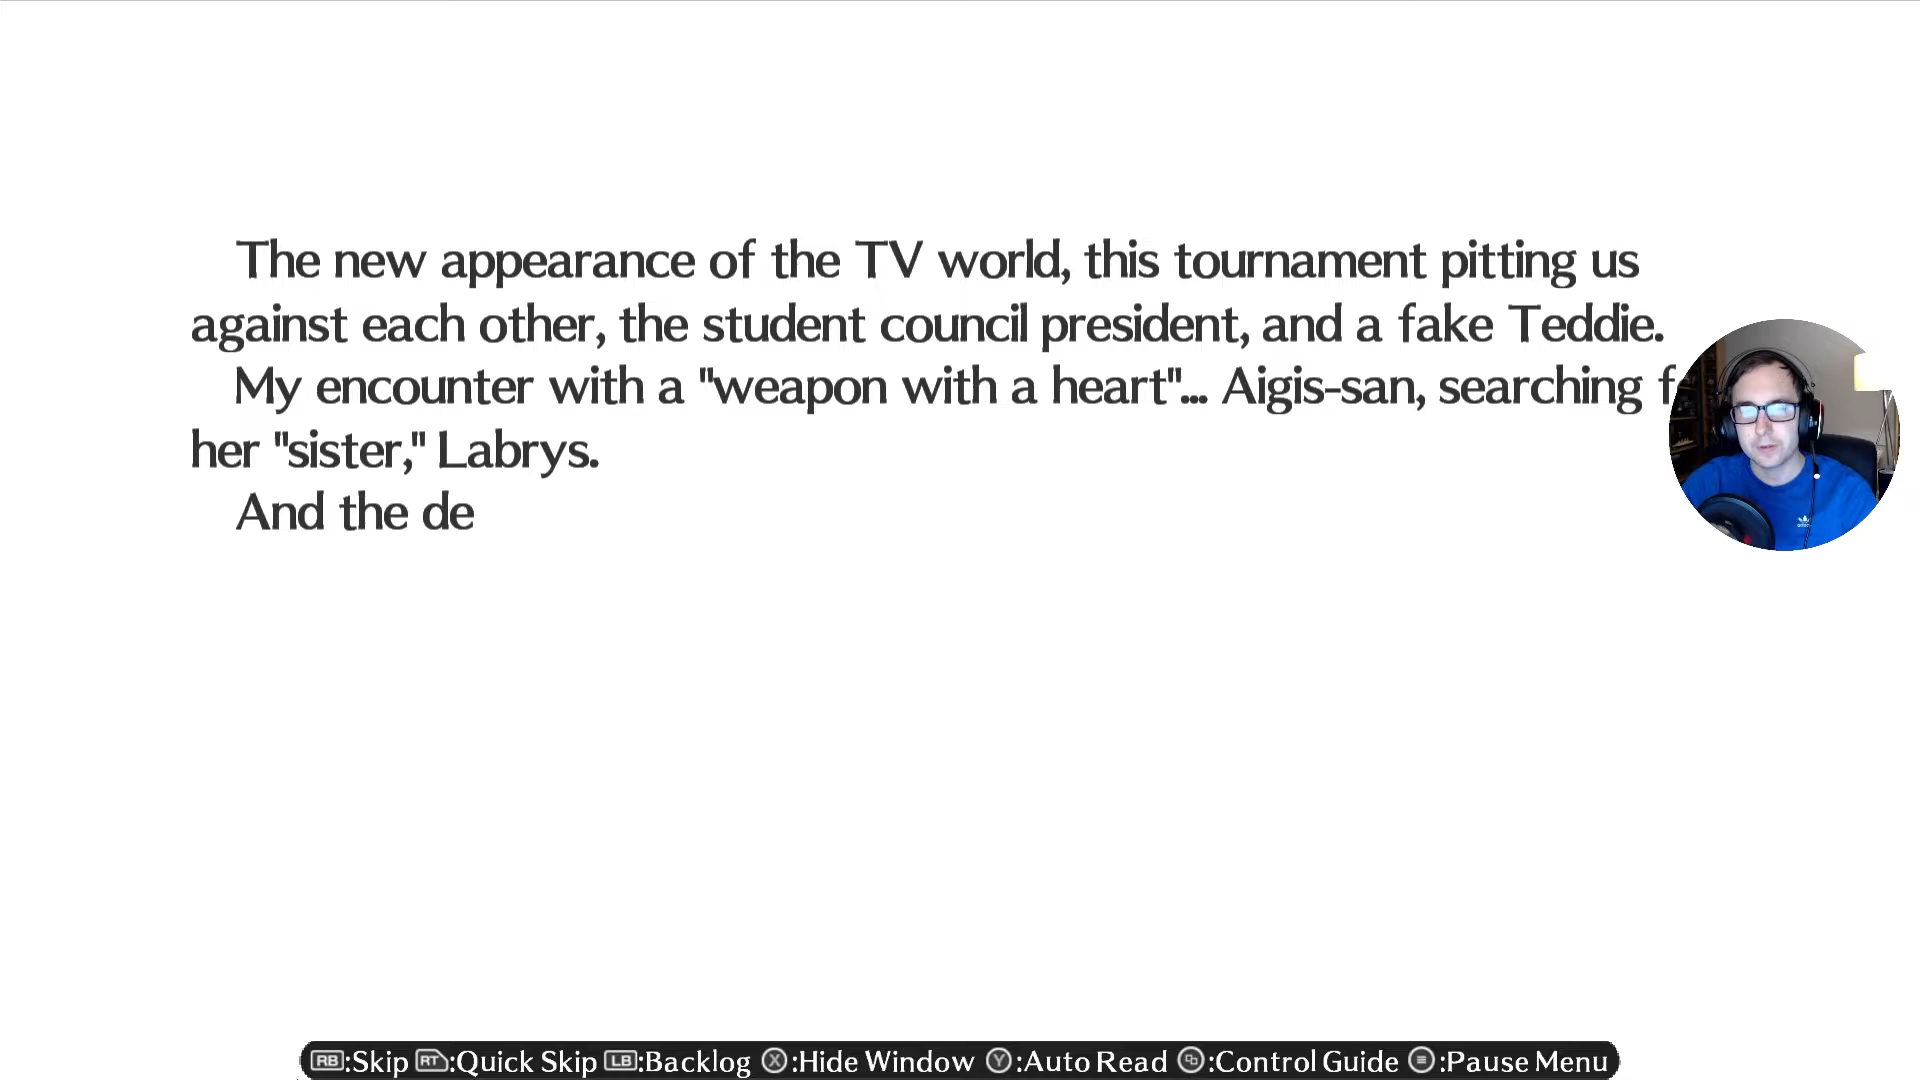 The new appearance of the TV world, this tournament pitting us
against each other, the student council president, and a fake Teddie.
My encounter with a "weapon with a heart"... Aigis-san, searching f
her "sister," Labrys.
And the de
RB:Skip RT:Quick Skip LB:Backlog X:Hide Window Y:Auto Read :Control Guide :Pause Menu